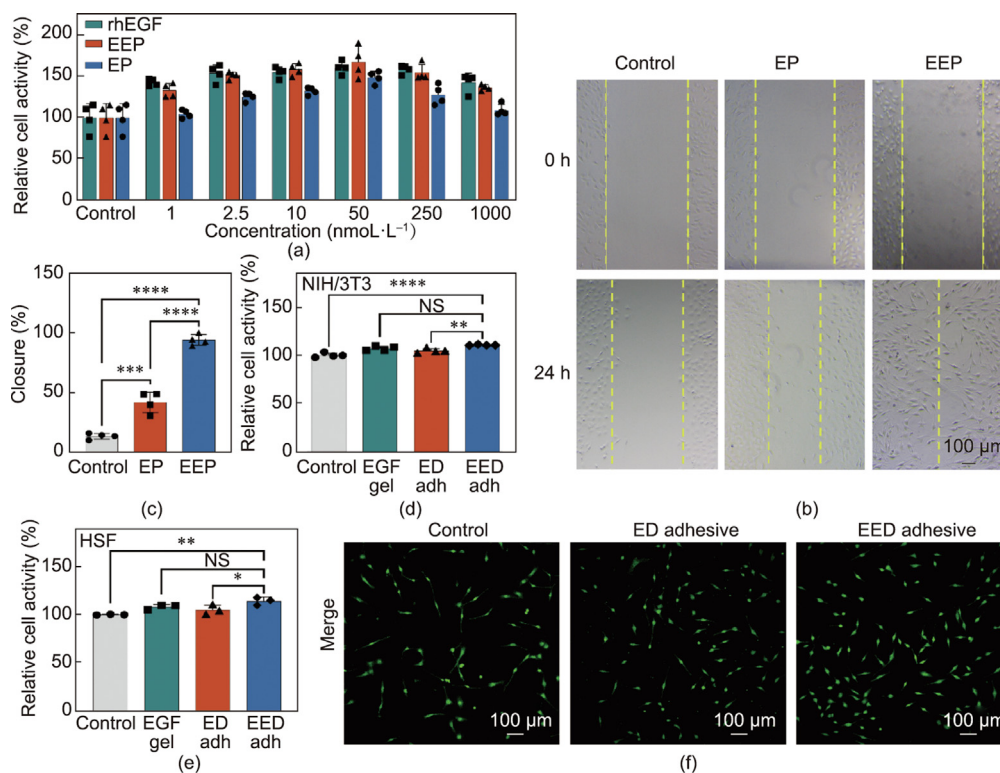 rhEGF
EEP
EP
Relative cell activity (%)
200
150
100
50
0
Control 1 2.5 10 50 250 1000
Concentration (nmoL·L⁻¹)
(a)
Control EP EEP
0 h
24 h
100 μm
(b)
Closure (%)
150
100
50
0
****
****
***
Control EP EEP
(c)
Relative cell activity (%)
NIH/3T3
150
100
50
0
****
NS
**
Control EGF gel ED adh EED adh
(d)
Relative cell activity (%)
HSF
150
100
50
0
**
NS
*
Control EGF gel ED adh EED adh
(e)
Control ED adhesive EED adhesive
Merge
100 μm 100 μm 100 μm
(f)